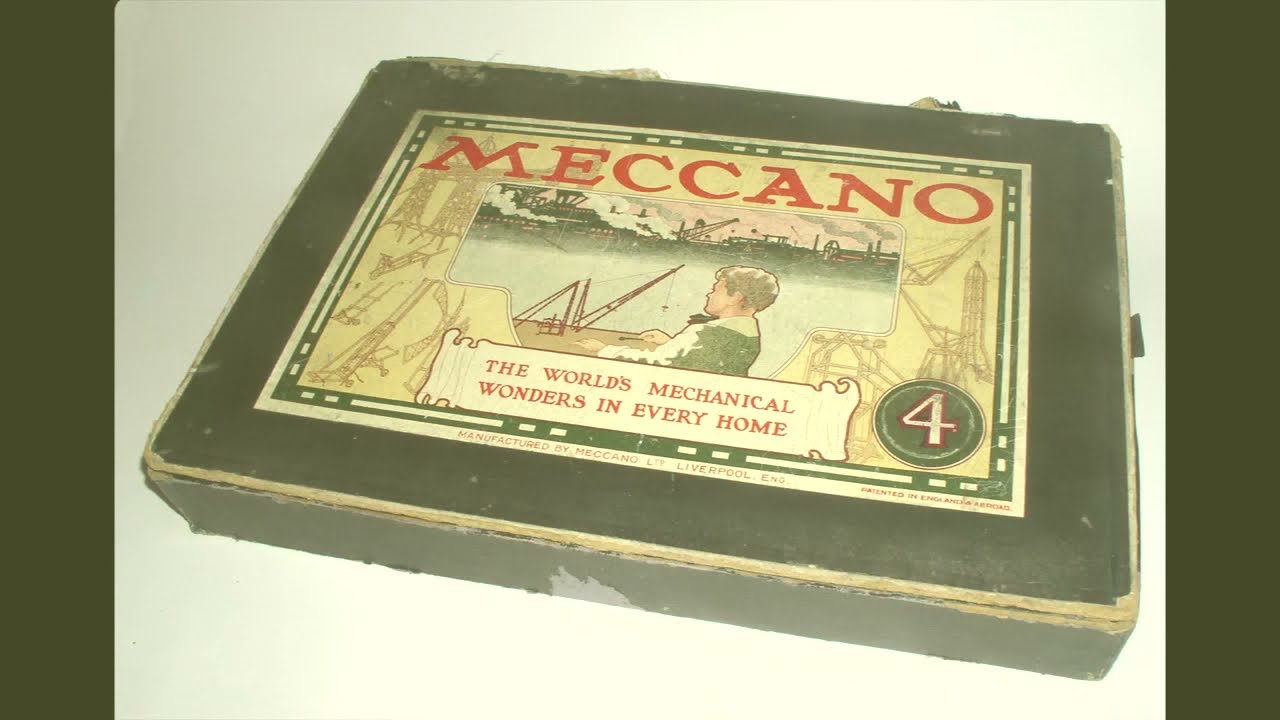 MECCANO
THE WORLD'S MECHANICAL
WONDERS IN EVERY HOME
4
MANUFACTURED BY MECCANO LTD LIVERPOOL, ENG.
PATENTED IN ENGLAND & ABROAD.